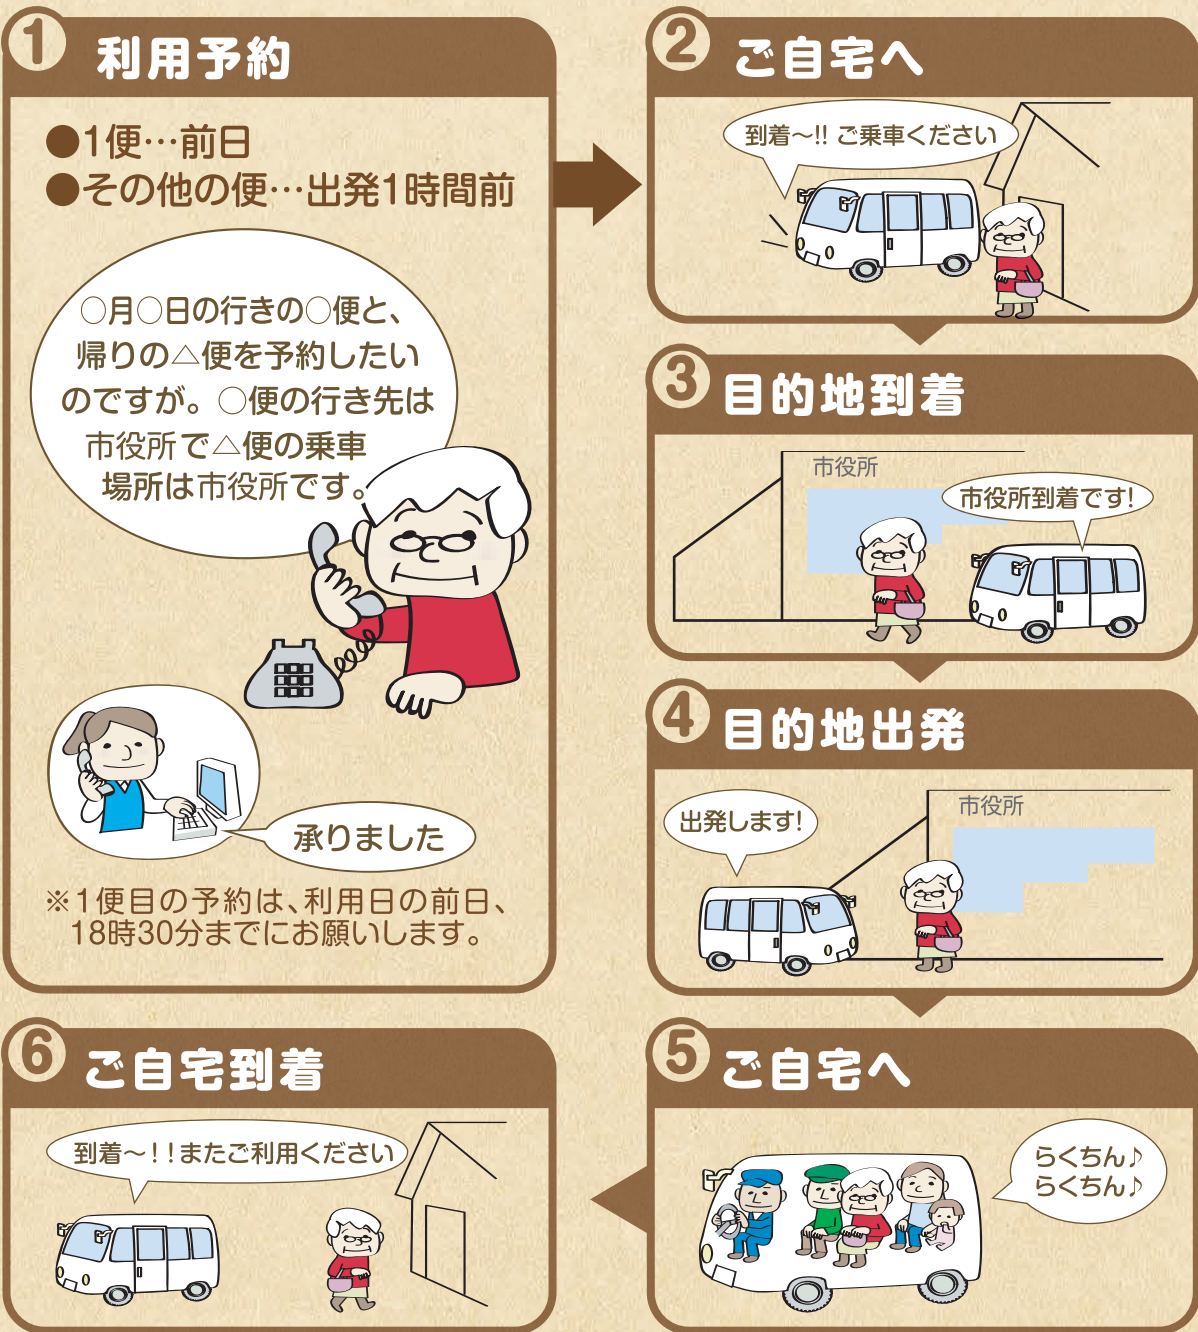 1 利用予約
●1便…前日
●その他の便…出発1時間前
○月○日の行きの○便と、
帰りの△便を予約したい
のですが。○便の行き先は
市役所で△便の乗車
場所は市役所です。
承りました
※1便目の予約は、利用日の前日、
18時30分までにお願いします。
2 ご自宅へ
到着〜!! ご乗車ください
3 目的地到着
市役所
市役所到着です!
4 目的地出発
出発します!
市役所
5 ご自宅へ
らくちん♪
らくちん♪
6 ご自宅到着
到着〜!!またご利用ください